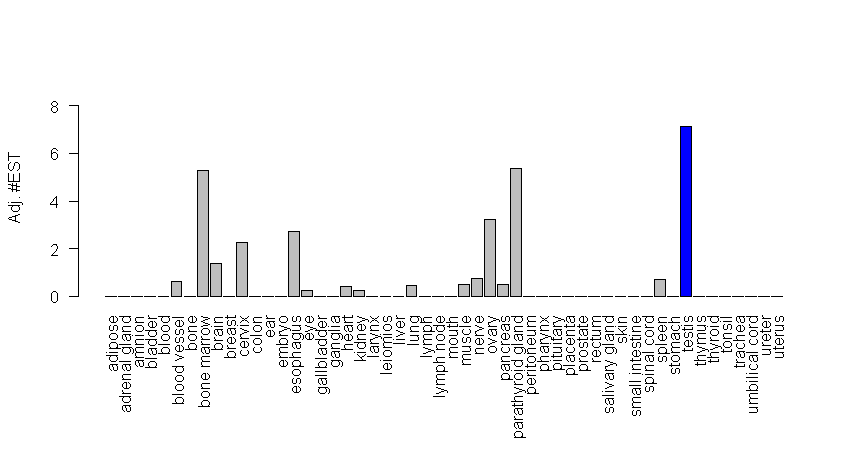 Adj. #EST
8
6
4
2
0
adipose
adrenal gland
amnion
bladder
blood
blood vessel
bone
bone marrow
brain
breast
cervix
colon
ear
embryo
esophagus
eye
gallbladder
ganglia
heart
kidney
larynx
leiomios
liver
lung
lymph
lymph node
mouth
muscle
nerve
ovary
pancreas
parathyroid gland
peritoneum
pharynx
pituitary
placenta
prostate
rectum
salivary gland
skin
small intestine
spinal cord
spleen
stomach
testis
thymus
thyroid
tonsil
trachea
umbilical cord
ureter
uterus